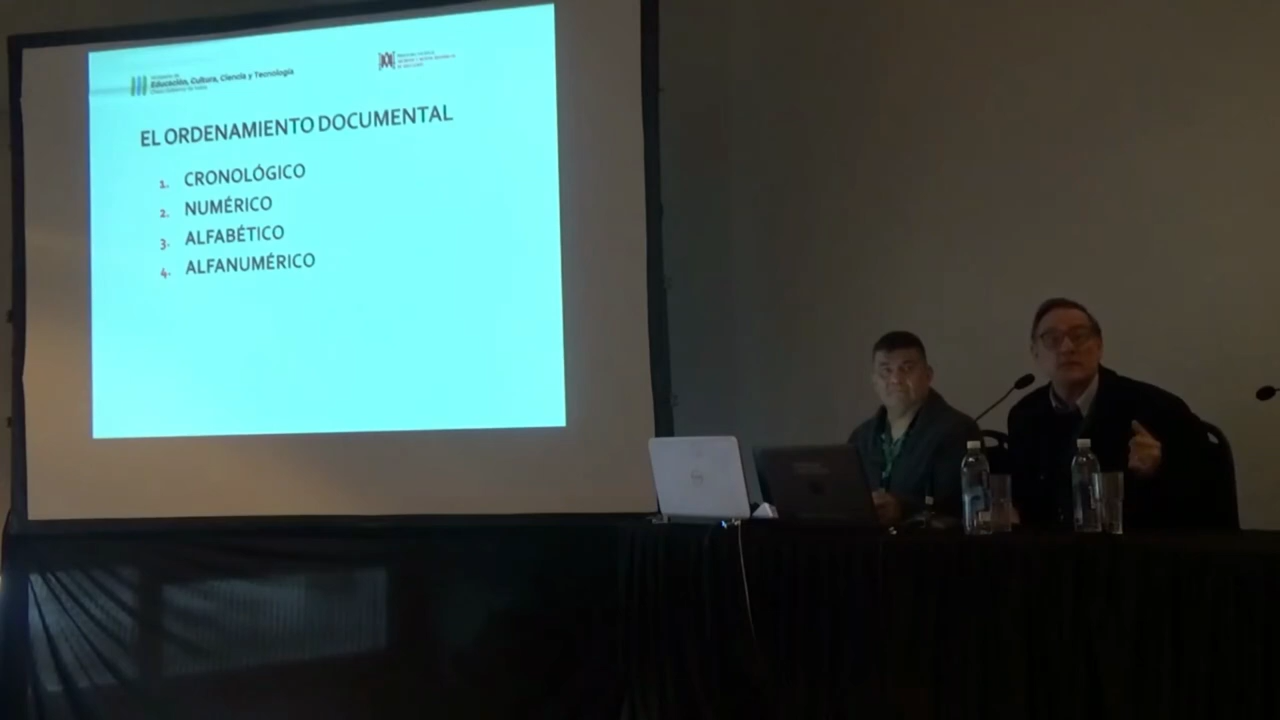 Educación, Cultura, Ciencia y Tecnología
EL ORDENAMIENTO DOCUMENTAL
1. CRONOLÓGICO
2. NUMÉRICO
3. ALFABÉTICO
4. ALFANUMÉRICO